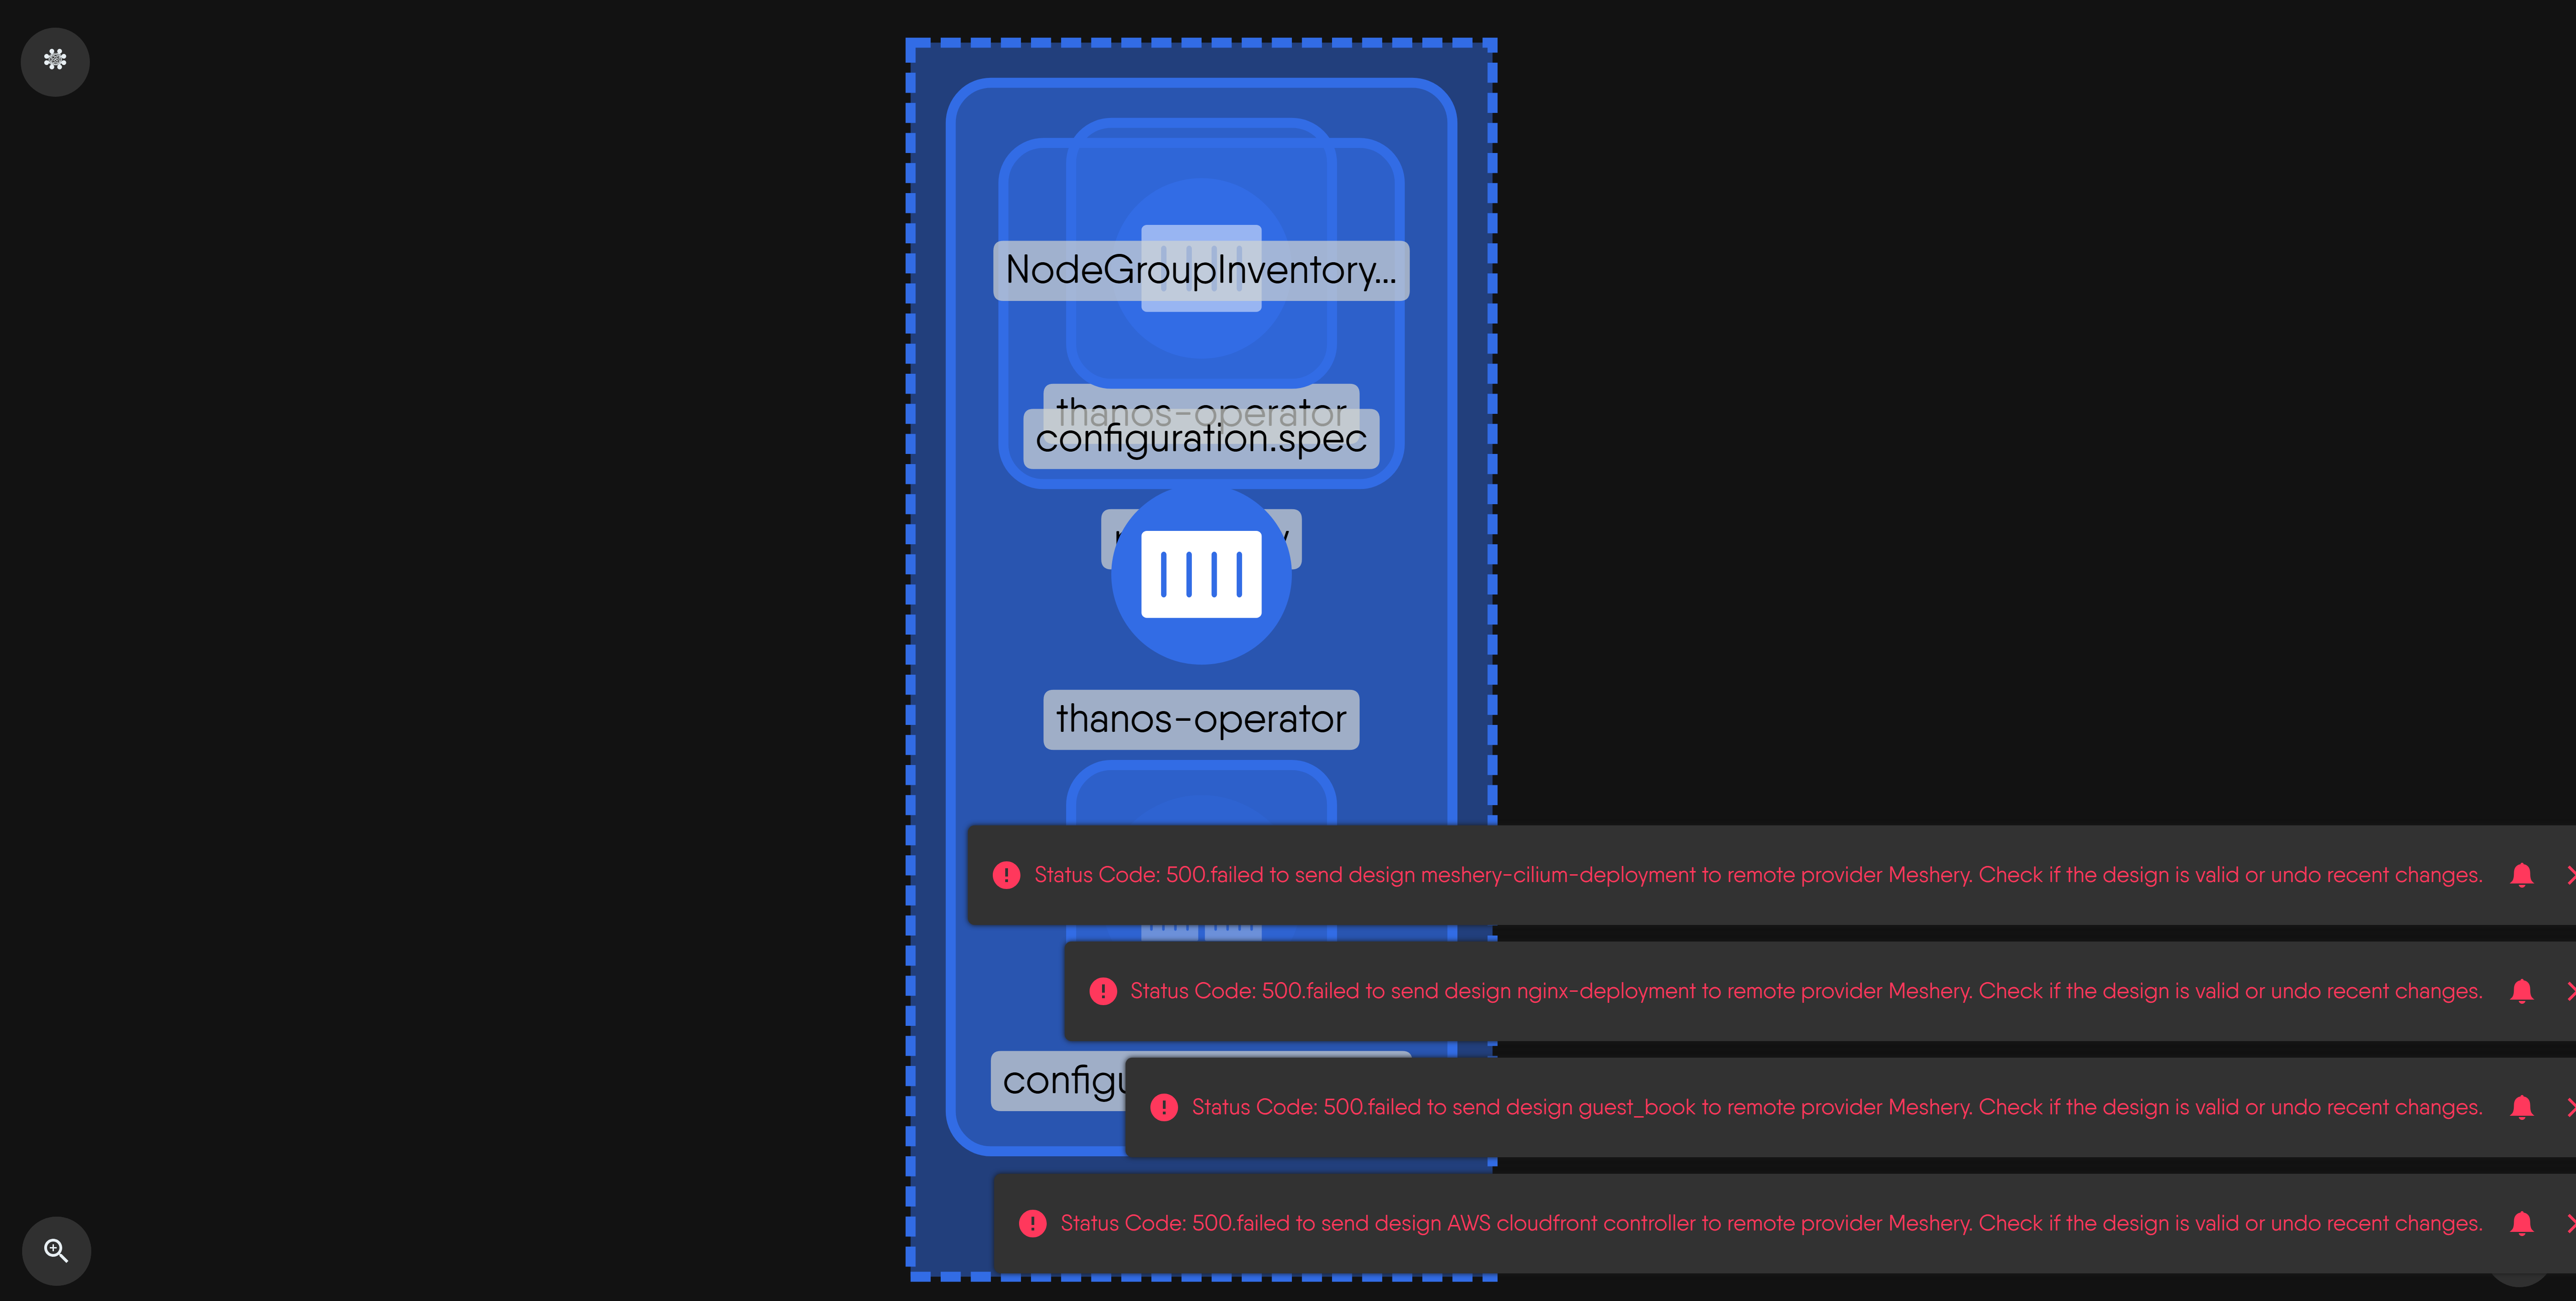 NodeGroupInventory...
thanos-operator
configuration.spec
thanos-operator
Status Code: 500.failed to send design meshery-cilium-deployment to remote provider Meshery. Check if the design is valid or undo recent changes.
Status Code: 500.failed to send design nginx-deployment to remote provider Meshery. Check if the design is valid or undo recent changes.
Status Code: 500.failed to send design guest_book to remote provider Meshery. Check if the design is valid or undo recent changes.
Status Code: 500.failed to send design AWS cloudfront controller to remote provider Meshery. Check if the design is valid or undo recent changes.